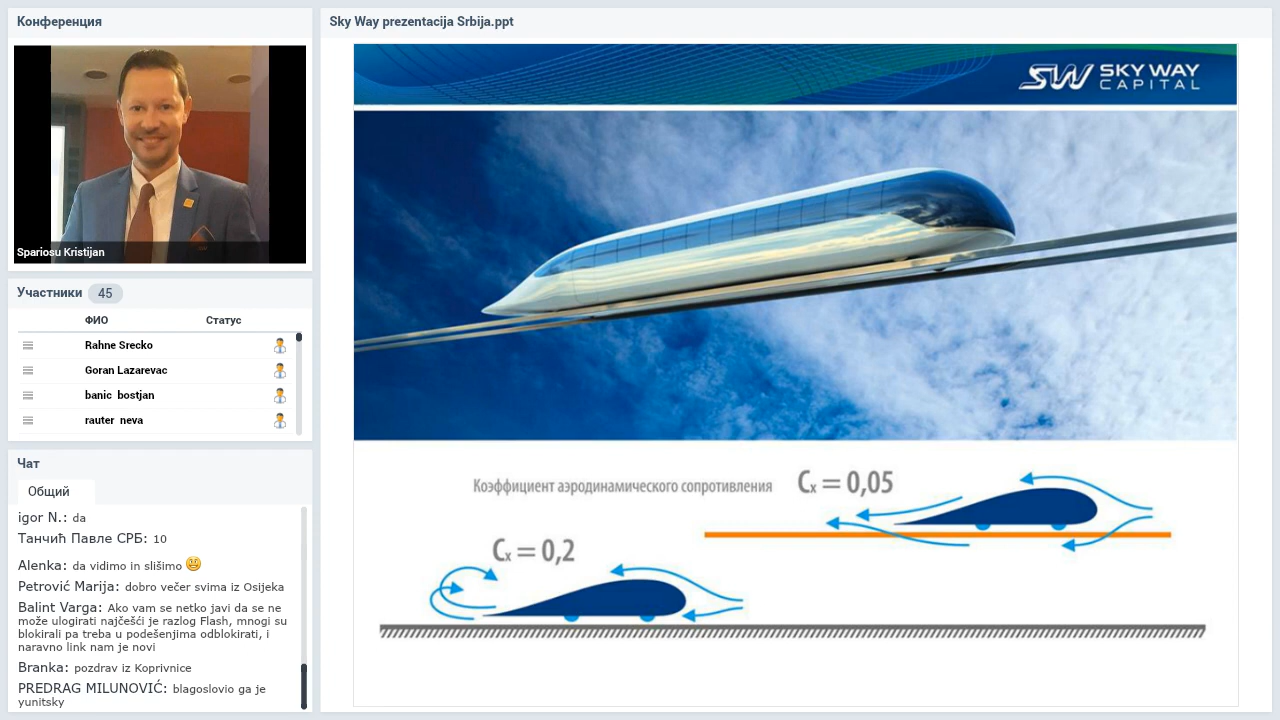 Конференция
Spariosu Kristijan
Участники 45
ФИО Статус
Rahne Srecko
Goran Lazarevac
banic bostjan
rauter neva
Чат
Общий
igor N.: da
Танчић Павле СРБ: 10
Alenka: da vidimo in slišimo
Petrović Marija: dobro večer svima iz Osijeka
Balint Varga: Ako vam se netko javi da se ne
može ulogirati najčešći je razlog Flash, mnogi su
blokirali pa treba u podešenjima odblokirati, i
naravno link nam je novi
Branka: pozdrav iz Koprivnice
PREDRAG MILUNOVIĆ: blagoslovio ga je
yunitsky
Sky Way prezentacija Srbija.ppt
SW SKY WAY
CAPITAL
Коэффициент аэродинамического сопротивления
Cx = 0,05
Cx = 0,2